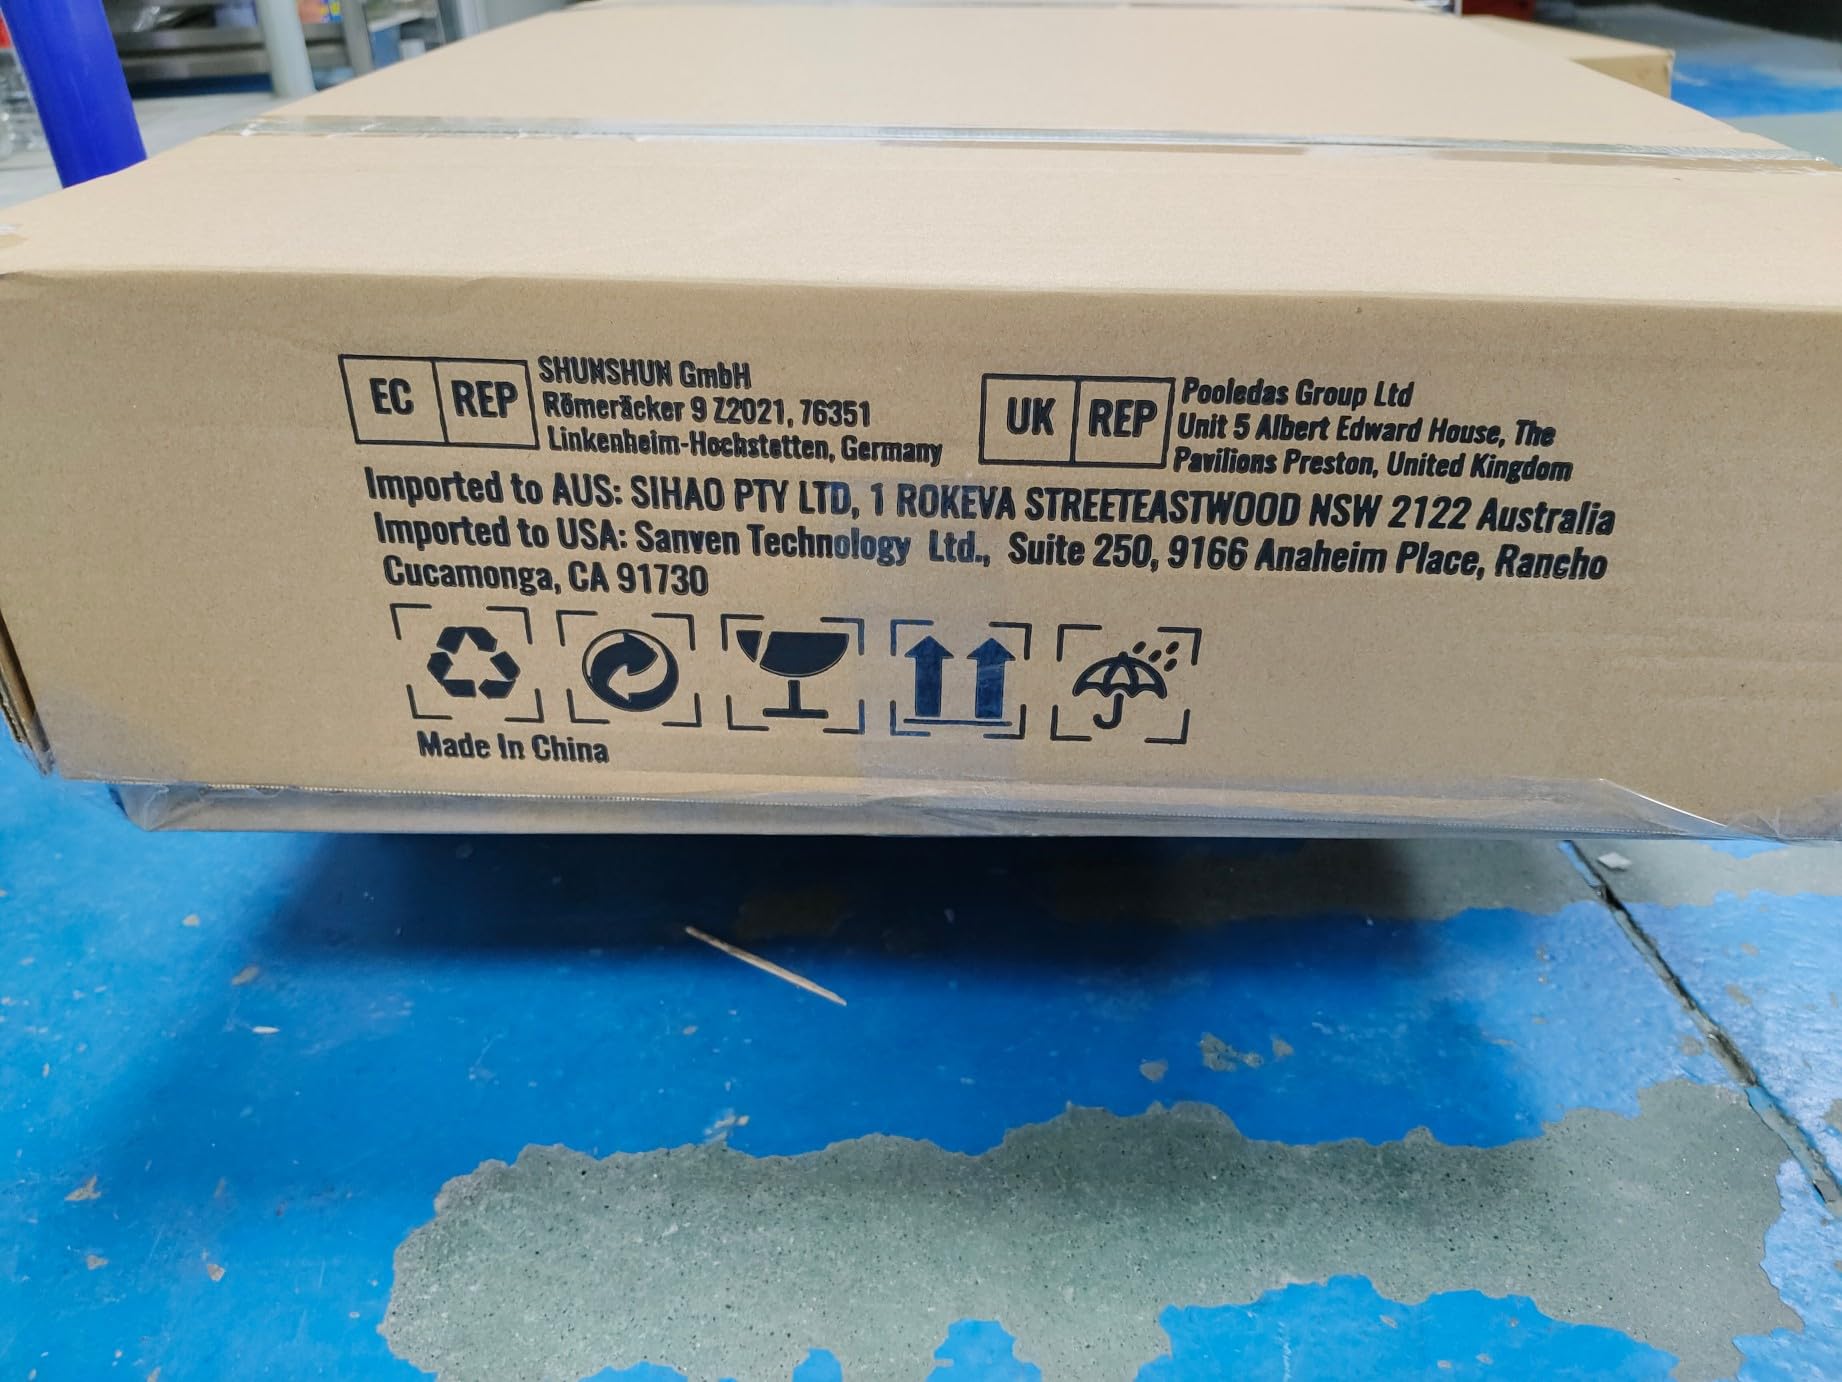 EC REP
SHUNSHUN GmbH
Römeräcker 9 Z2021, 76351
Linkenheim-Hochstetten, Germany
UK REP
Pooledas Group Ltd
Unit 5 Albert Edward House, The
Pavilions Preston, United Kingdom
Imported to AUS: SIHAO PTY LTD, 1 ROKEVA STREETEASTWOOD NSW 2122 Australia
Imported to USA: Sanven Technology Ltd., Suite 250, 9166 Anaheim Place, Rancho
Cucamonga, CA 91730
Made In China